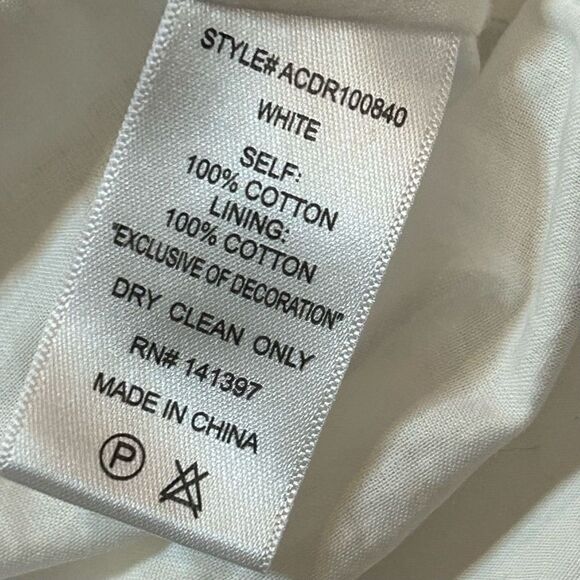 STYLE# ACDR100840
WHITE
SELF:
100% COTTON
LINING:
100% COTTON
"EXCLUSIVE OF DECORATION"
DRY CLEAN ONLY
RN# 141397
MADE IN CHINA
P